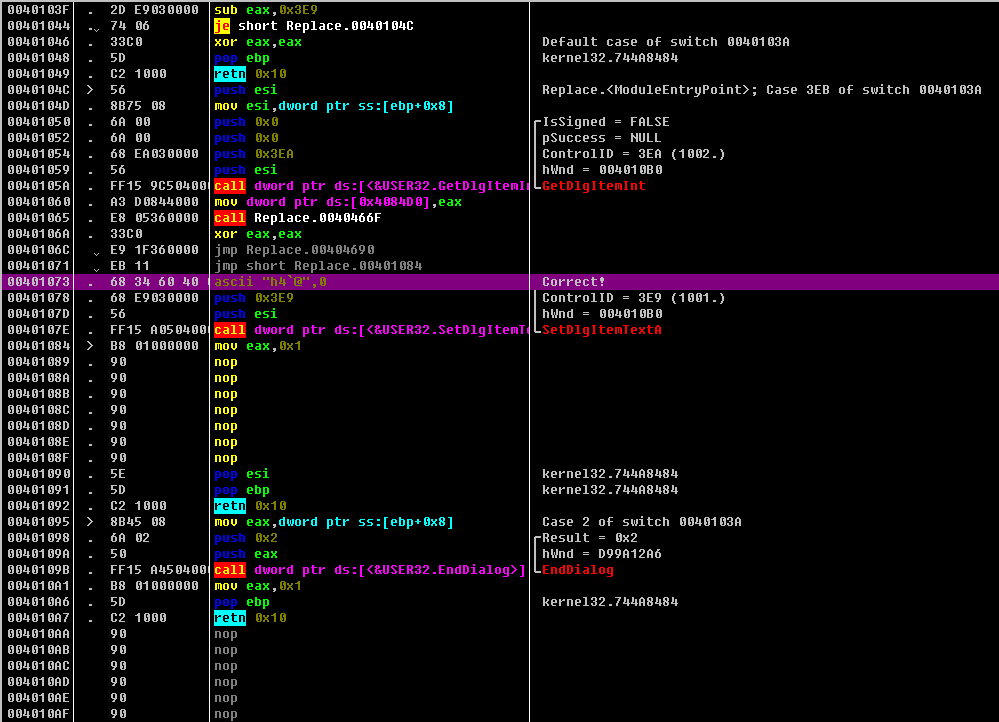 0040103F . 2D E9030000 sub eax,0x3E9
00401044 .⌄ 74 06 je short Replace.0040104C
00401046 . 33C0 xor eax,eax Default case of switch 0040103A
00401048 . 5D pop ebp kernel32.744A8484
00401049 . C2 1000 retn 0x10
0040104C > 56 push esi Replace.<ModuleEntryPoint>; Case 3EB of switch 0040103A
0040104D . 8B75 08 mov esi,dword ptr ss:[ebp+0x8]
00401050 . 6A 00 push 0x0 IsSigned = FALSE
00401052 . 6A 00 push 0x0 pSuccess = NULL
00401054 . 68 EA030000 push 0x3EA ControlID = 3EA (1002.)
00401059 . 56 push esi hWnd = 004010B0
0040105A . FF15 9C50400 call dword ptr ds:[<&USER32.GetDlgItemIn GetDlgItemInt
00401060 . A3 D0844000 mov dword ptr ds:[0x4084D0],eax
00401065 . E8 05360000 call Replace.0040466F
0040106A . 33C0 xor eax,eax
0040106C .⌄ E9 1F360000 jmp Replace.00404690
00401071 .⌄ EB 11 jmp short Replace.00401084
00401073 . 68 34 60 40 ascii "h4`@",0 Correct!
00401078 . 68 E9030000 push 0x3E9 ControlID = 3E9 (1001.)
0040107D . 56 push esi hWnd = 004010B0
0040107E . FF15 A050400 call dword ptr ds:[<&USER32.SetDlgItemTe SetDlgItemTextA
00401084 > B8 01000000 mov eax,0x1
00401089 . 90 nop
0040108A . 90 nop
0040108B . 90 nop
0040108C . 90 nop
0040108D . 90 nop
0040108E . 90 nop
0040108F . 90 nop
00401090 . 5E pop esi kernel32.744A8484
00401091 . 5D pop ebp kernel32.744A8484
00401092 . C2 1000 retn 0x10
00401095 > 8B45 08 mov eax,dword ptr ss:[ebp+0x8] Case 2 of switch 0040103A
00401098 . 6A 02 push 0x2 Result = 0x2
0040109A . 50 push eax hWnd = D99A12A6
0040109B . FF15 A450400 call dword ptr ds:[<&USER32.EndDialog>] EndDialog
004010A1 . B8 01000000 mov eax,0x1
004010A6 . 5D pop ebp kernel32.744A8484
004010A7 . C2 1000 retn 0x10
004010AA 90 nop
004010AB 90 nop
004010AC 90 nop
004010AD 90 nop
004010AE 90 nop
004010AF 90 nop